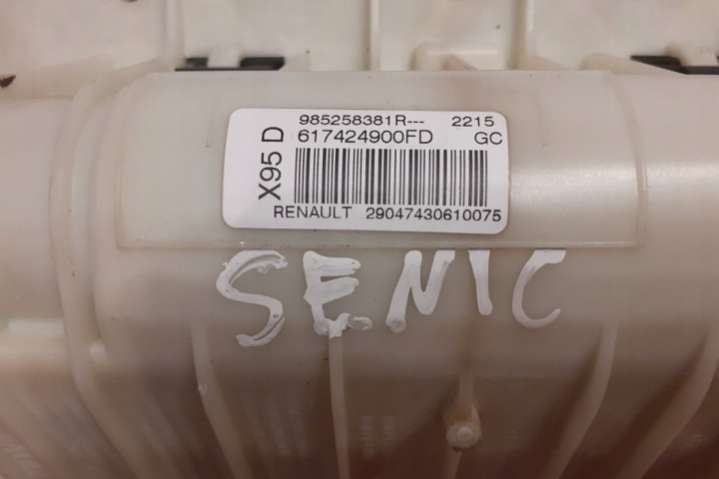 985258381R--- 2215
617424900FD GC
X95 D
RENAULT 29047430610075
SENIC